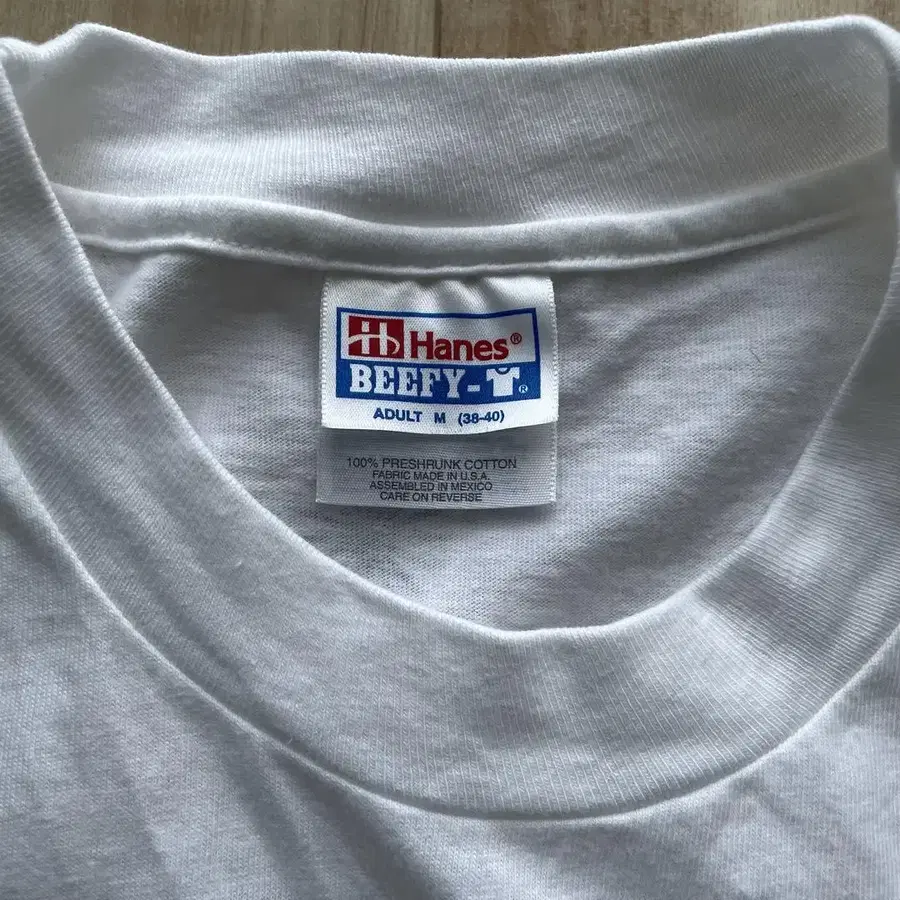 Hanes®
BEEFY-T®
ADULT M (38-40)
100% PRESHRUNK COTTON
FABRIC MADE IN U.S.A.
ASSEMBLED IN MEXICO
CARE ON REVERSE